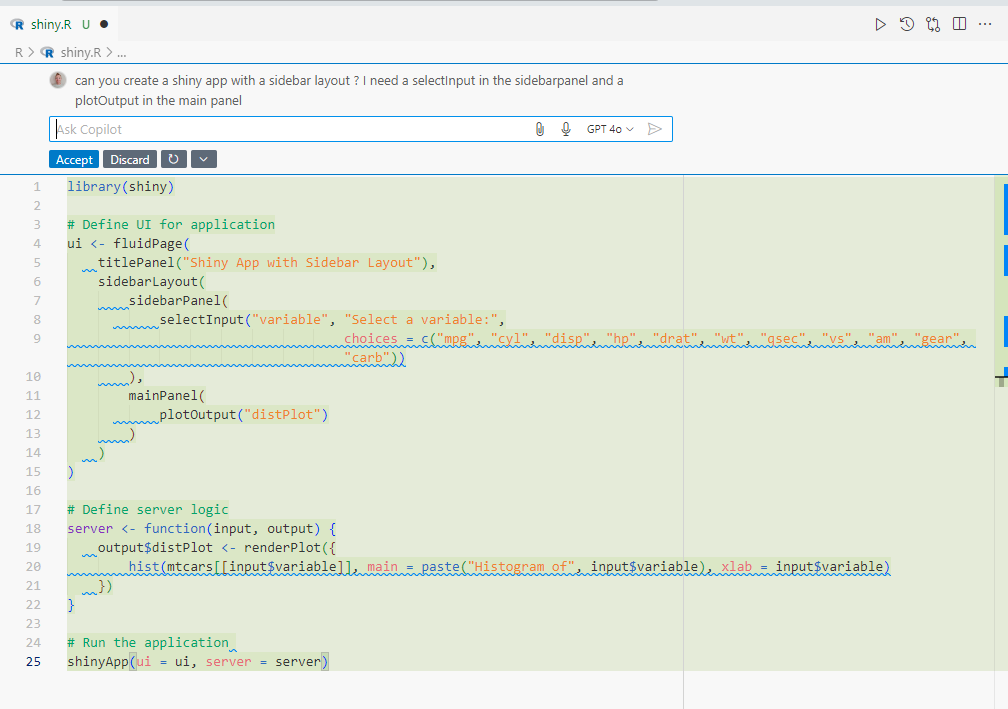 shiny.R U
R > shiny.R > ...
can you create a shiny app with a sidebar layout ? I need a selectInput in the sidebarpanel and a
plotOutput in the main panel
Ask Copilot GPT 4o
Accept Discard
1 library(shiny)
2
3 # Define UI for application
4 ui <- fluidPage(
5     titlePanel("Shiny App with Sidebar Layout"),
6     sidebarLayout(
7         sidebarPanel(
8             selectInput("variable", "Select a variable:",
9                                     choices = c("mpg", "cyl", "disp", "hp", "drat", "wt", "qsec", "vs", "am", "gear",
                                    "carb"))
10         ),
11         mainPanel(
12             plotOutput("distPlot")
13         )
14     )
15 )
16
17 # Define server logic
18 server <- function(input, output) {
19     output$distPlot <- renderPlot({
20         hist(mtcars[[input$variable]], main = paste("Histogram of", input$variable), xlab = input$variable)
21     })
22 }
23
24 # Run the application
25 shinyApp(ui = ui, server = server)